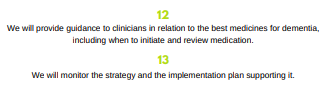 12
We will provide guidance to clinicians in relation to the best medicines for dementia,
including when to initiate and review medication.
13
We will monitor the strategy and the implementation plan supporting it.